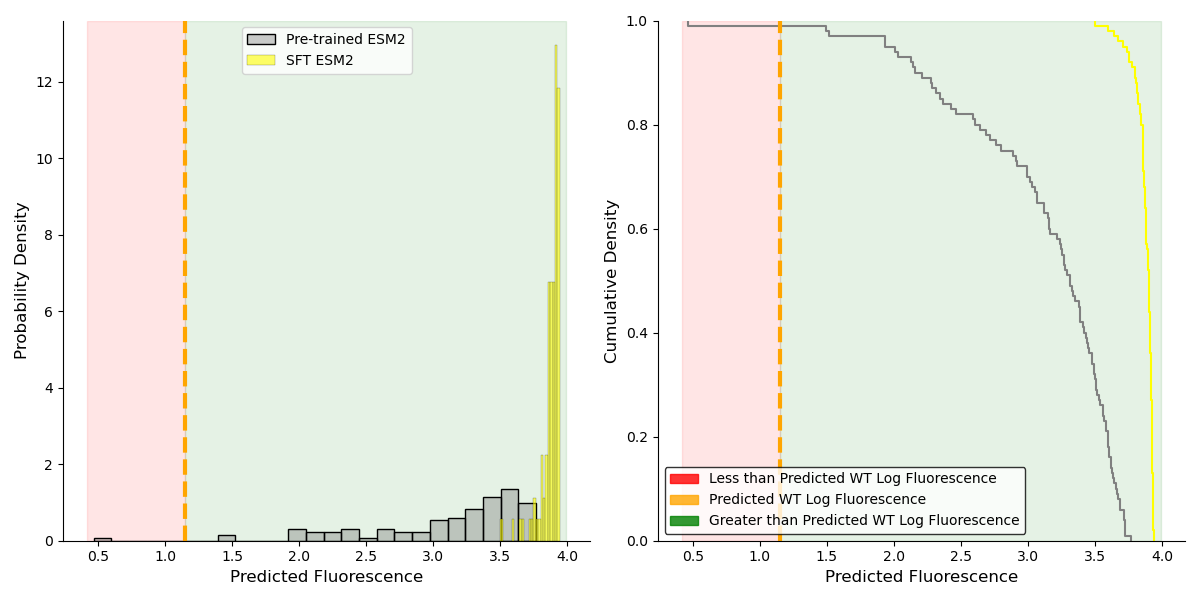 Pre-trained ESM2
SFT ESM2
12
10
8
6
4
2
0
Probability Density
0.5 1.0 1.5 2.0 2.5 3.0 3.5 4.0
Predicted Fluorescence
1.0
0.8
0.6
0.4
0.2
0.0
Cumulative Density
Less than Predicted WT Log Fluorescence
Predicted WT Log Fluorescence
Greater than Predicted WT Log Fluorescence
0.5 1.0 1.5 2.0 2.5 3.0 3.5 4.0
Predicted Fluorescence